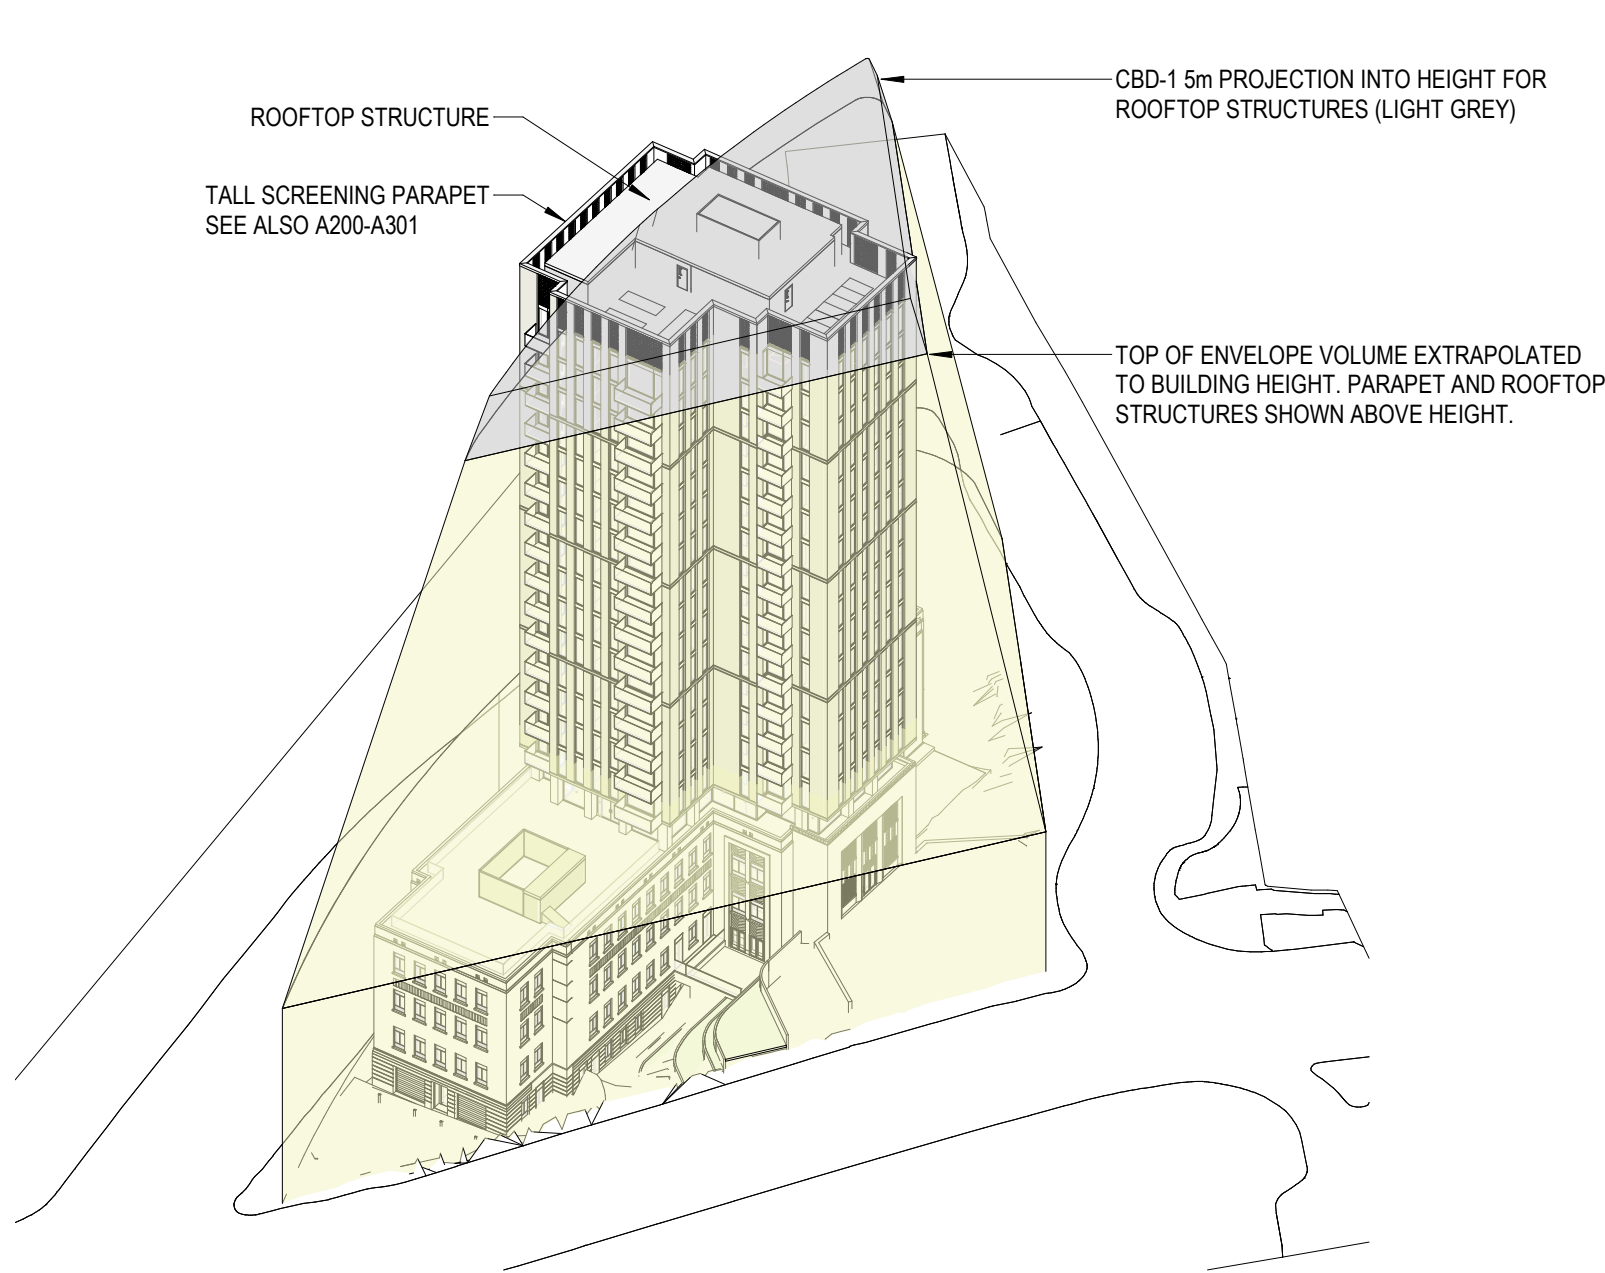 CBD-1 5m PROJECTION INTO HEIGHT FOR
ROOFTOP STRUCTURES (LIGHT GREY)
ROOFTOP STRUCTURE
TALL SCREENING PARAPET
SEE ALSO A200-A301
TOP OF ENVELOPE VOLUME EXTRAPOLATED
TO BUILDING HEIGHT. PARAPET AND ROOFTOP
STRUCTURES SHOWN ABOVE HEIGHT.